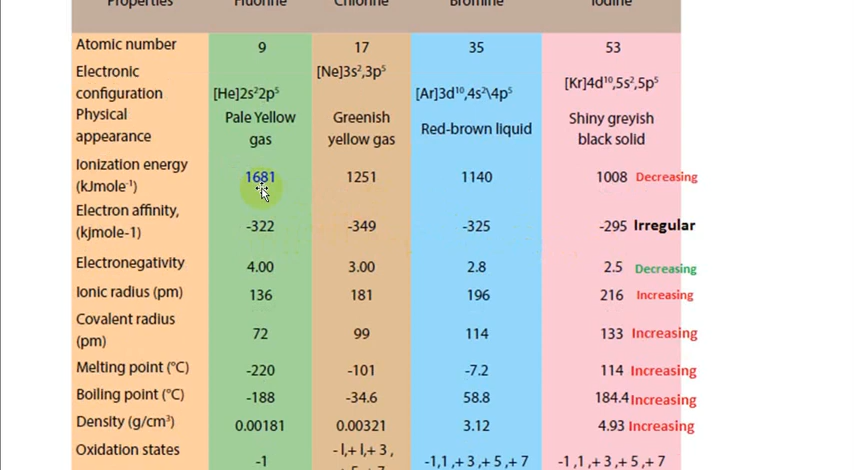 Properties Fluorine Chlorine Bromine Iodine
Atomic number 9 17 35 53
Electronic configuration [He]2s²2p⁵ [Ne]3s²,3p⁵ [Ar]3d¹⁰,4s²\4p⁵ [Kr]4d¹⁰,5s²,5p⁵
Physical appearance Pale Yellow gas Greenish yellow gas Red-brown liquid Shiny greyish black solid
Ionization energy (kJmole⁻¹) 1681 1251 1140 1008 Decreasing
Electron affinity, (kjmole-1) -322 -349 -325 -295 Irregular
Electronegativity 4.00 3.00 2.8 2.5 Decreasing
Ionic radius (pm) 136 181 196 216 Increasing
Covalent radius (pm) 72 99 114 133 Increasing
Melting point (°C) -220 -101 -7.2 114 Increasing
Boiling point (°C) -188 -34.6 58.8 184.4 Increasing
Density (g/cm³) 0.00181 0.00321 3.12 4.93 Increasing
Oxidation states -1 - l,+ l,+ 3 , -1,1 ,+ 3 ,+ 5 ,+ 7 -1 ,1 ,+ 3 ,+ 5 ,+ 7